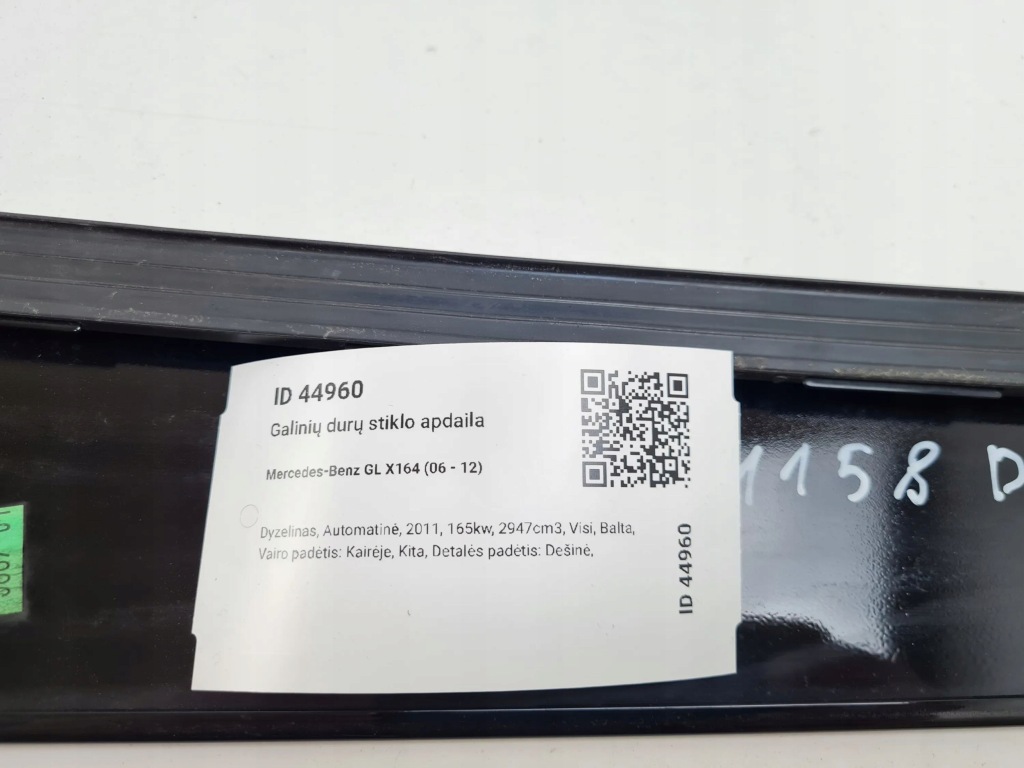 ID 44960
Galinių durų stiklo apdaila
Mercedes-Benz GL X164 (06 - 12)
Dyzelinas, Automatinė, 2011, 165kw, 2947cm3, Visi, Balta,
Vairo padėtis: Kairėje, Kita, Detalės padėtis: Dešinė,
ID 44960
1158 D